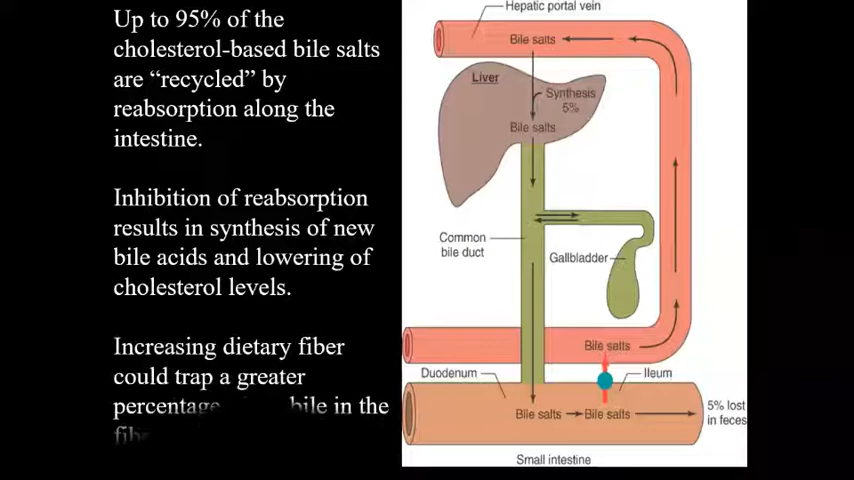 Up to 95% of the
cholesterol-based bile salts
are “recycled” by
reabsorption along the
intestine.
Inhibition of reabsorption
results in synthesis of new
bile acids and lowering of
cholesterol levels.
Increasing dietary fiber
could trap a greater
percentage bile in the
Hepatic portal vein
Bile salts
Liver
Synthesis
5%
Bile salts
Common
bile duct
Gallbladder
Bile salts
Duodenum
Ileum
Bile salts
Bile salts
5% lost
in feces
Small intestine